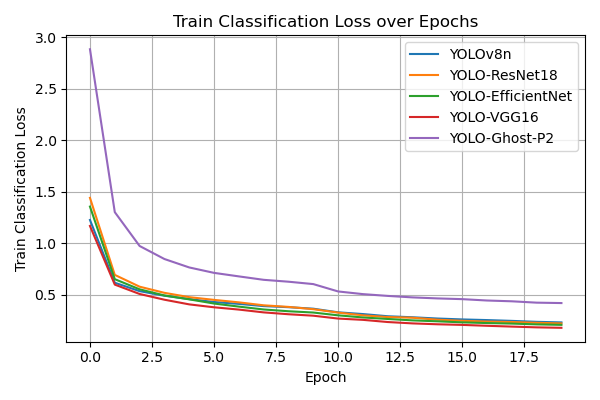 Train Classification Loss over Epochs
Train Classification Loss
3.0
2.5
2.0
1.5
1.0
0.5
YOLOv8n
YOLO-ResNet18
YOLO-EfficientNet
YOLO-VGG16
YOLO-Ghost-P2
0.0 2.5 5.0 7.5 10.0 12.5 15.0 17.5
Epoch